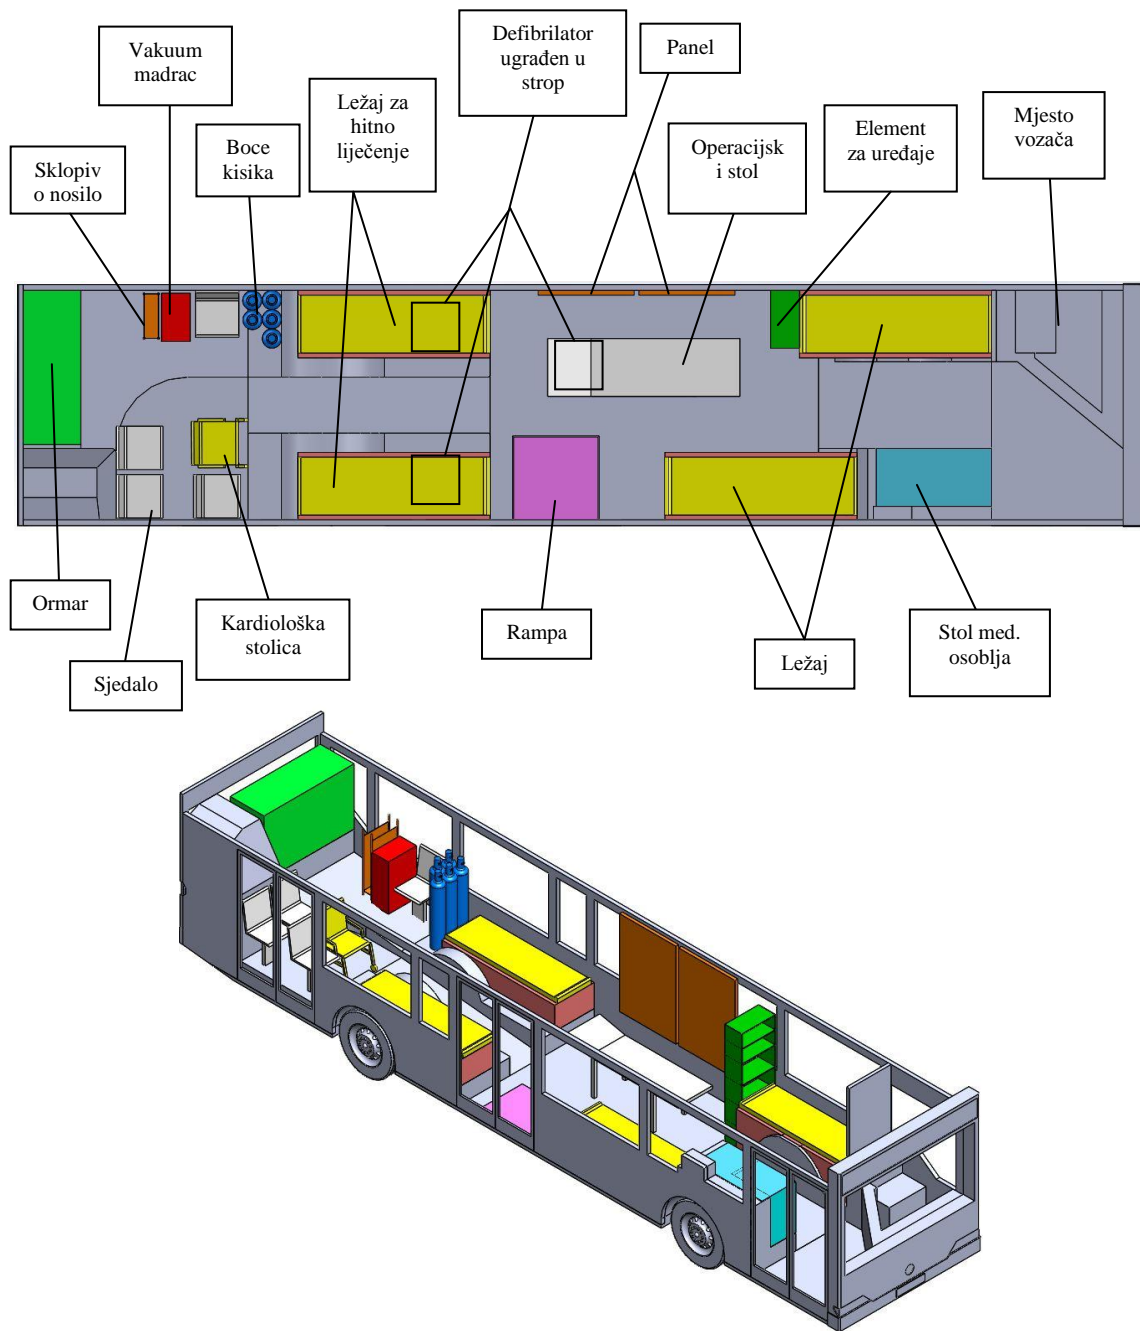 Vakuum
madrac
Defibrilator
ugrađen u
strop
Panel
Ležaj za
hitno
liječenje
Boce
kisika
Sklopiv
o nosilo
Operacijsk
i stol
Element
za uređaje
Mjesto
vozača
Ormar
Sjedalo
Kardiološka
stolica
Rampa
Ležaj
Stol med.
osoblja